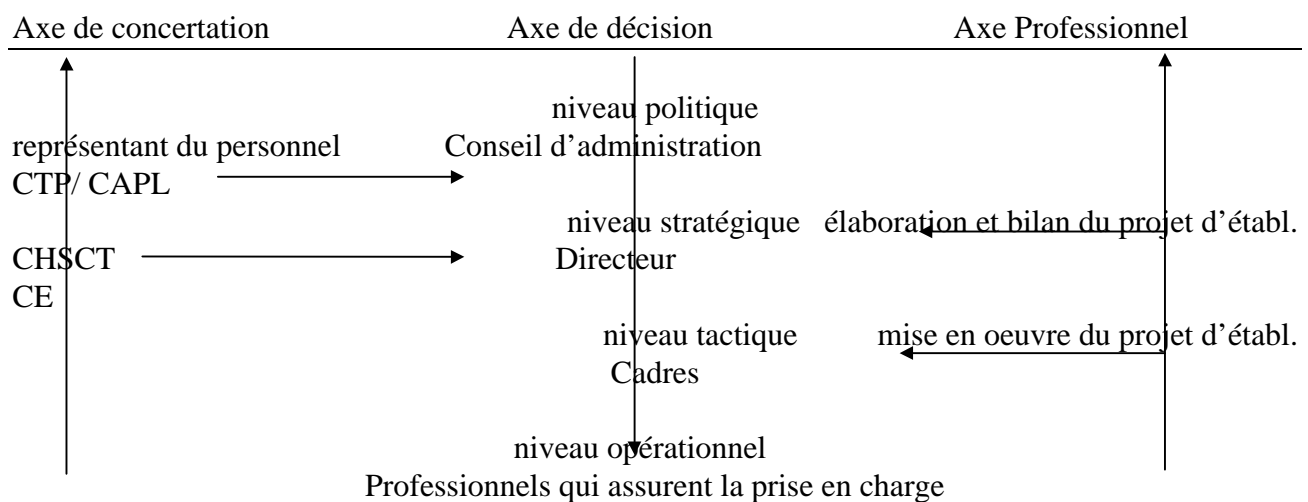 Axe de concertation Axe de décision Axe Professionnel
niveau politique
représentant du personnel Conseil d’administration
CTP/ CAPL
niveau stratégique élaboration et bilan du projet d’établ.
CHSCT Directeur
CE
niveau tactique mise en oeuvre du projet d’établ.
Cadres
niveau opérationnel
Professionnels qui assurent la prise en charge